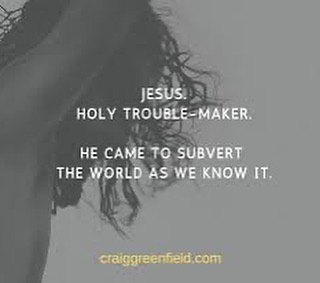 JESUS.
HOLY TROUBLE-MAKER.
HE CAME TO SUBVERT
THE WORLD AS WE KNOW IT.
craiggreenfield.com